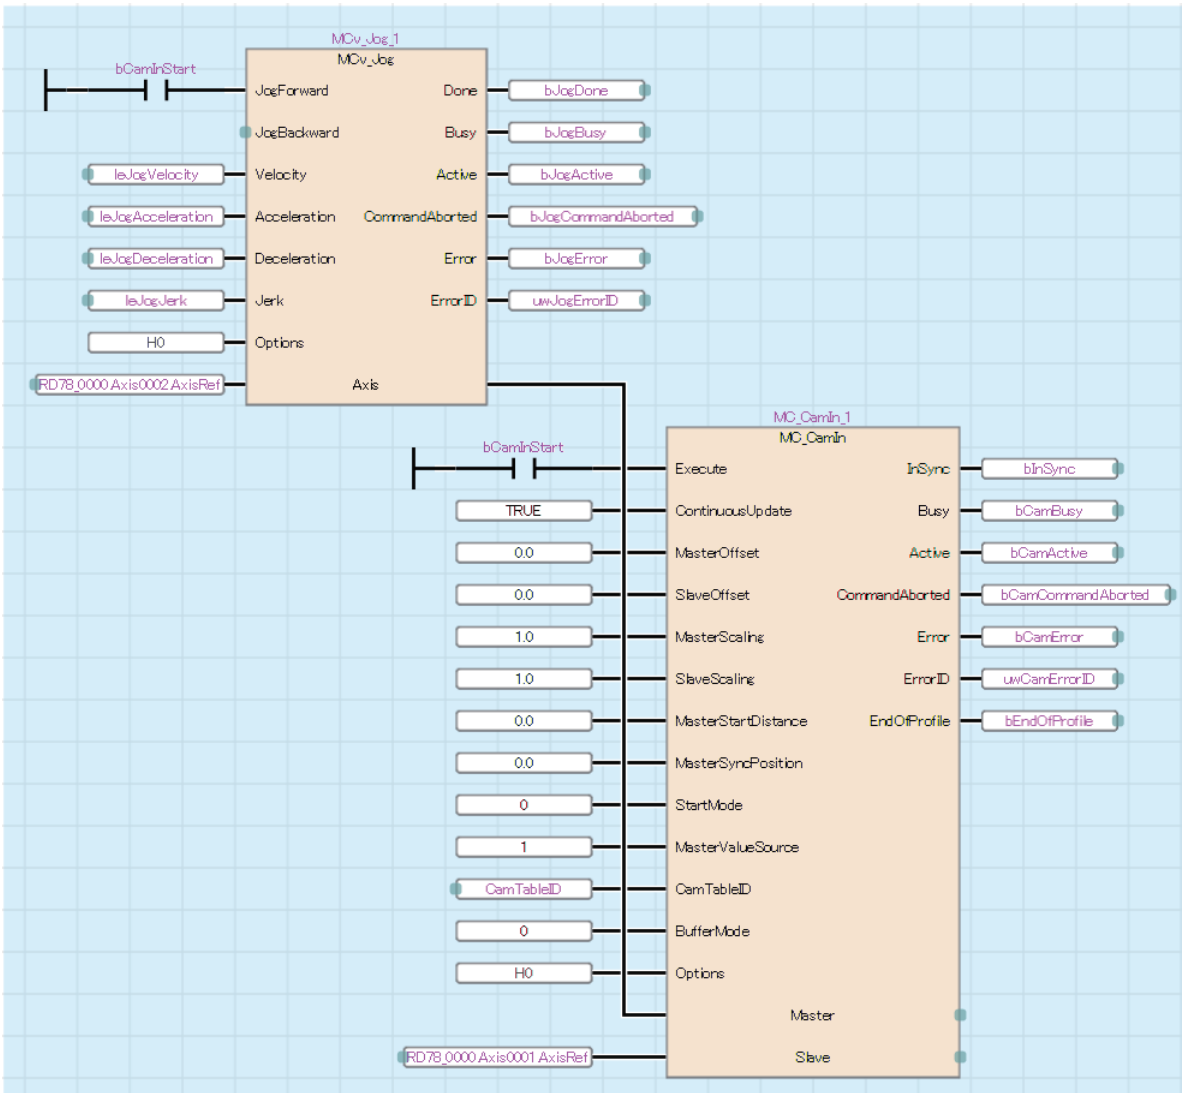 MCv_Jog_1
MCv_Jog
bCamInStart
JogForward Done bJogDone
JogBackward Busy bJogBusy
leJogVelocity Velocity Active bJogActive
leJogAcceleration Acceleration CommandAborted bJogCommandAborted
leJogDeceleration Deceleration Error bJogError
leJogJerk Jerk ErrorID uwJogErrorID
H0 Options
RD78_0000.Axis0002.AxisRef Axis
MC_CamIn_1
MC_CamIn
bCamInStart
Execute InSync bInSync
TRUE ContinuousUpdate Busy bCamBusy
0.0 MasterOffset Active bCamActive
0.0 SlaveOffset CommandAborted bCamCommandAborted
1.0 MasterScaling Error bCamError
1.0 SlaveScaling ErrorID uwCamErrorID
0.0 MasterStartDistance EndOfProfile bEndOfProfile
0.0 MasterSyncPosition
0 StartMode
1 MasterValueSource
CamTableID CamTableID
0 BufferMode
H0 Options
Master
RD78_0000.Axis0001.AxisRef Slave